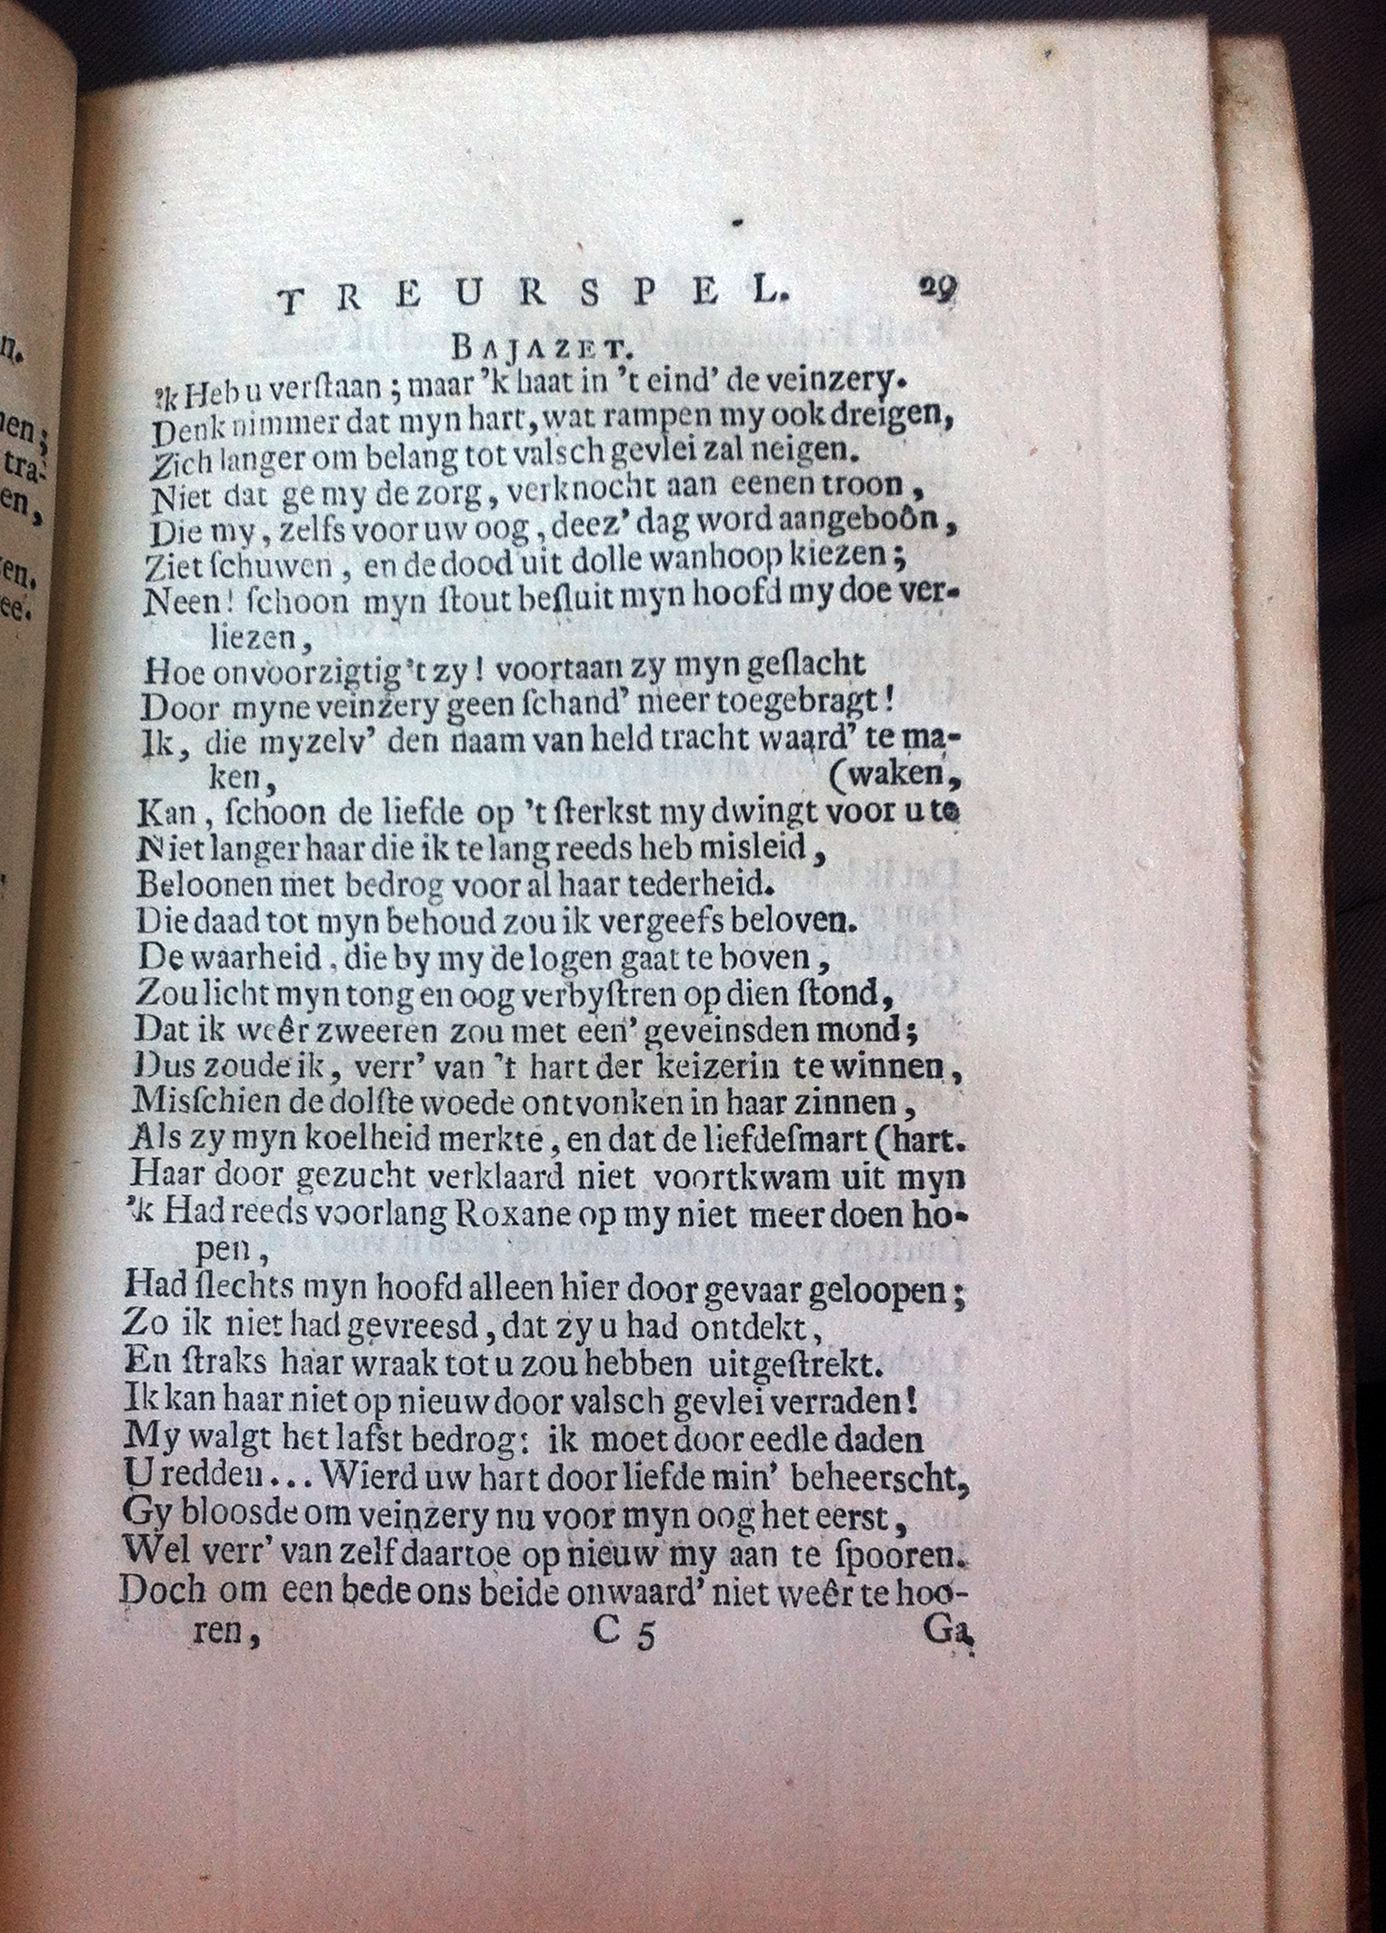 n.
nen;
tra-
en,
en.
ee.
TREURSPEL. 29
BAJAZET.
'k Heb u verſtaan; maar 'k haat in 't eind' de veinzery.
Denk nimmer dat myn hart, wat rampen my ook dreigen,
Zich langer om belang tot valsch gevlei zal neigen.
Niet dat ge my de zorg, verknocht aan eenen troon,
Die my, zelfs voor uw oog, deez' dag word aangeboôn,
Ziet ſchuwen, en de dood uit dolle wanhoop kiezen;
Neen! ſchoon myn ſtout beſluit myn hoofd my doe ver-
liezen,
Hoe onvoorzigtig 't zy! voortaan zy myn geſlacht
Door myne veinzery geen ſchand' meer toegebragt!
Ik, die myzelv' den naam van held tracht waard' te ma-
ken, (waken,
Kan, ſchoon de liefde op 't ſterkst my dwingt voor u te
Niet langer haar die ik te lang reeds heb misleid,
Beloonen met bedrog voor al haar tederheid.
Die daad tot myn behoud zou ik vergeefs beloven.
De waarheid, die by my de logen gaat te boven,
Zou licht myn tong en oog verbyſtren op dien ſtond,
Dat ik weêr zweeren zou met een' geveinsden mond;
Dus zoude ik, verr' van 't hart der keizerin te winnen,
Misſchien de dolſte woede ontvonken in haar zinnen,
Als zy myn koelheid merkte, en dat de liefdeſmart (hart.
Haar door gezucht verklaard niet voortkwam uit myn
'k Had reeds voorlang Roxane op my niet meer doen ho-
pen,
Had ſlechts myn hoofd alleen hier door gevaar geloopen;
Zo ik niet had gevreesd, dat zy u had ontdekt,
En ſtraks haar wraak tot u zou hebben uitgeſtrekt.
Ik kan haar niet op nieuw door valsch gevlei verraden!
My walgt het lafst bedrog: ik moet door eedle daden
U redden... Wierd uw hart door liefde min' beheerscht,
Gy bloosde om veinzery nu voor myn oog het eerst,
Wel verr' van zelf daartoe op nieuw my aan te ſpooren.
Doch om een bede ons beide onwaard' niet weêr te hoo-
ren, C 5 Ga